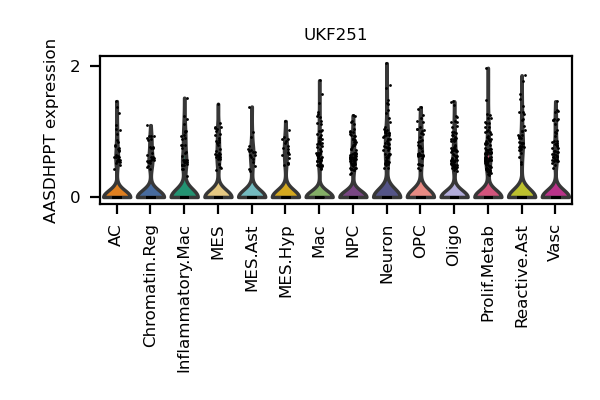 UKF251
AASDHPPT expression
2
0
AC
Chromatin.Reg
Inflammatory.Mac
MES
MES.Ast
MES.Hyp
Mac
NPC
Neuron
OPC
Oligo
Prolif.Metab
Reactive.Ast
Vasc